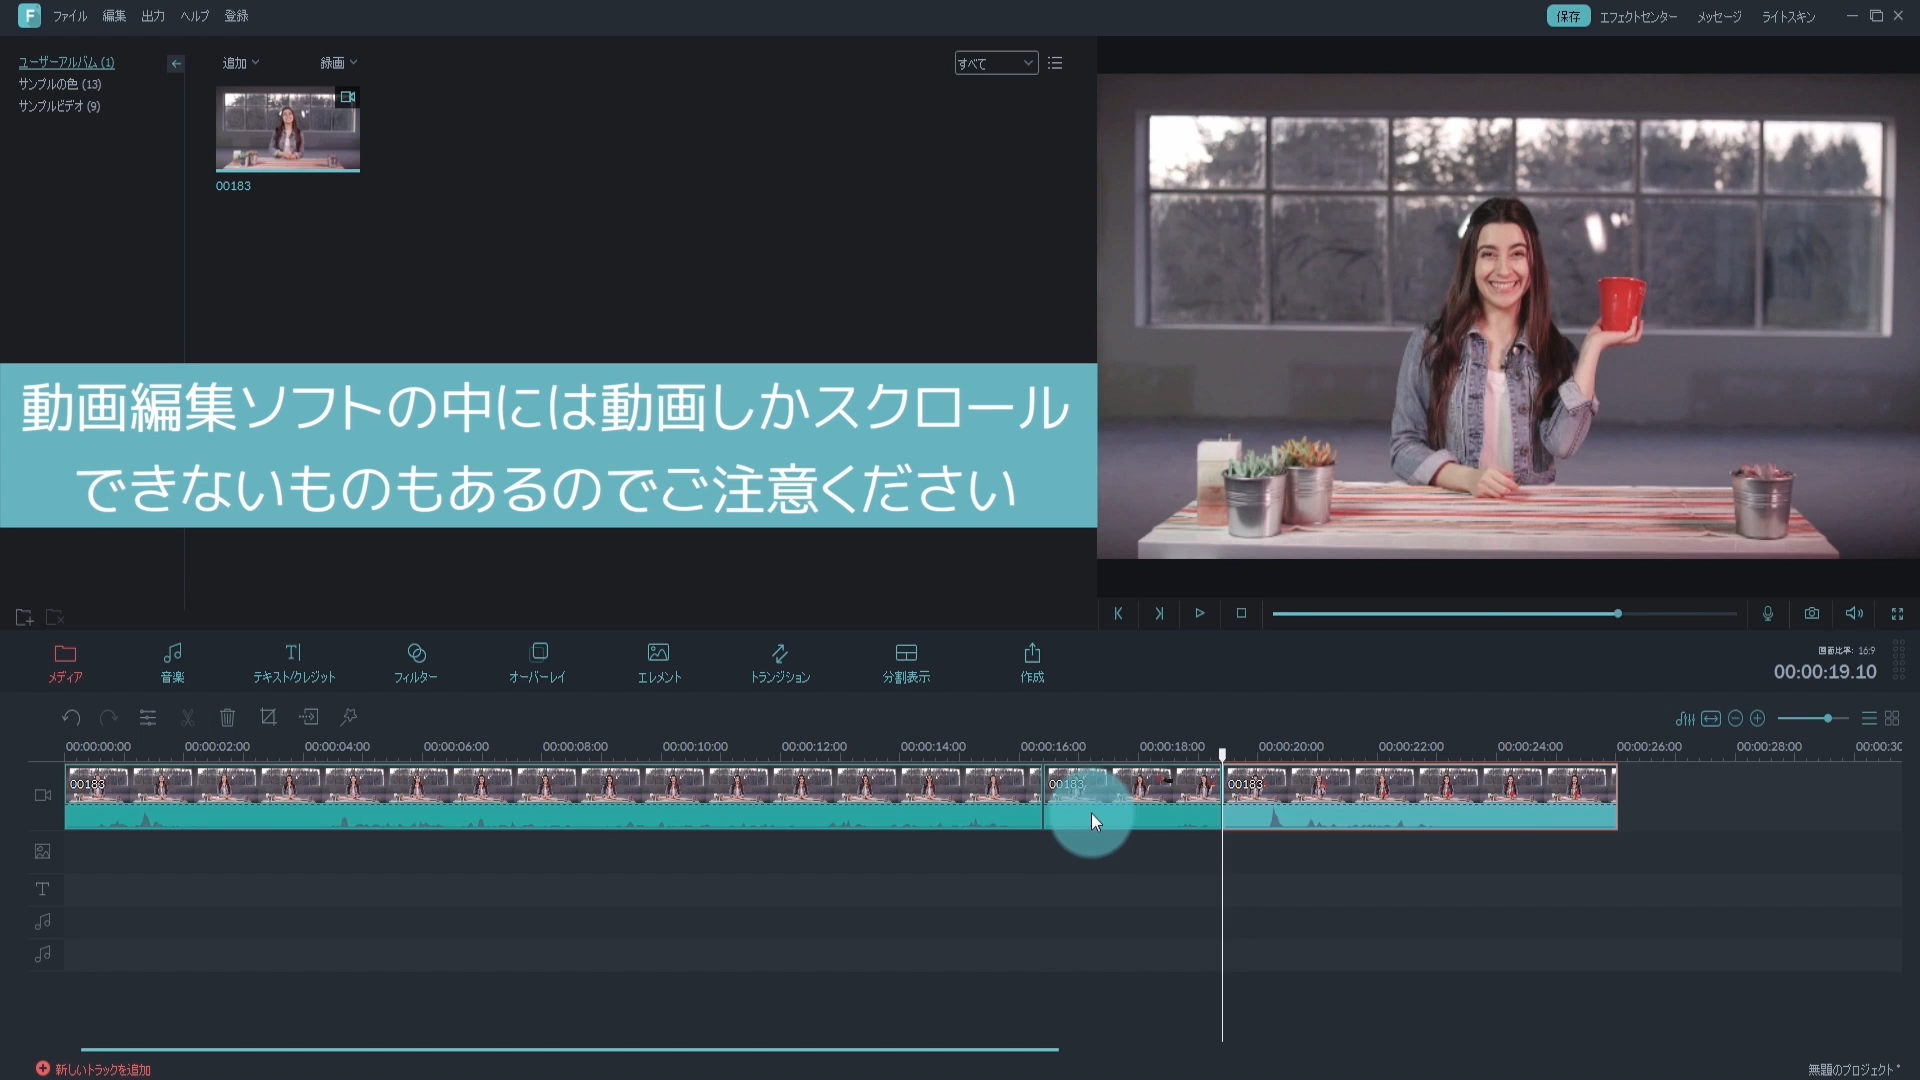 F ファイル 編集 出力 ヘルプ 登録
保存 エフェクトセンター メッセージ ライトスキン
ユーザーアルバム (1)
サンプルの色 (13)
サンプルビデオ (9)
追加 録画 すべて
00183
動画編集ソフトの中には動画しかスクロール
できないものもあるのでご注意ください
メディア 音楽 テキスト/クレジット フィルター オーバーレイ エレメント トランジション 分割表示 作成
画面比率: 16:9
00:00:19.10
00:00:00:00 00:00:02:00 00:00:04:00 00:00:06:00 00:00:08:00 00:00:10:00 00:00:12:00 00:00:14:00 00:00:16:00 00:00:18:00 00:00:20:00 00:00:22:00 00:00:24:00 00:00:26:00 00:00:28:00 00:00:30
00183 00183 00183
新しいトラックを追加
無題のプロジェクト*